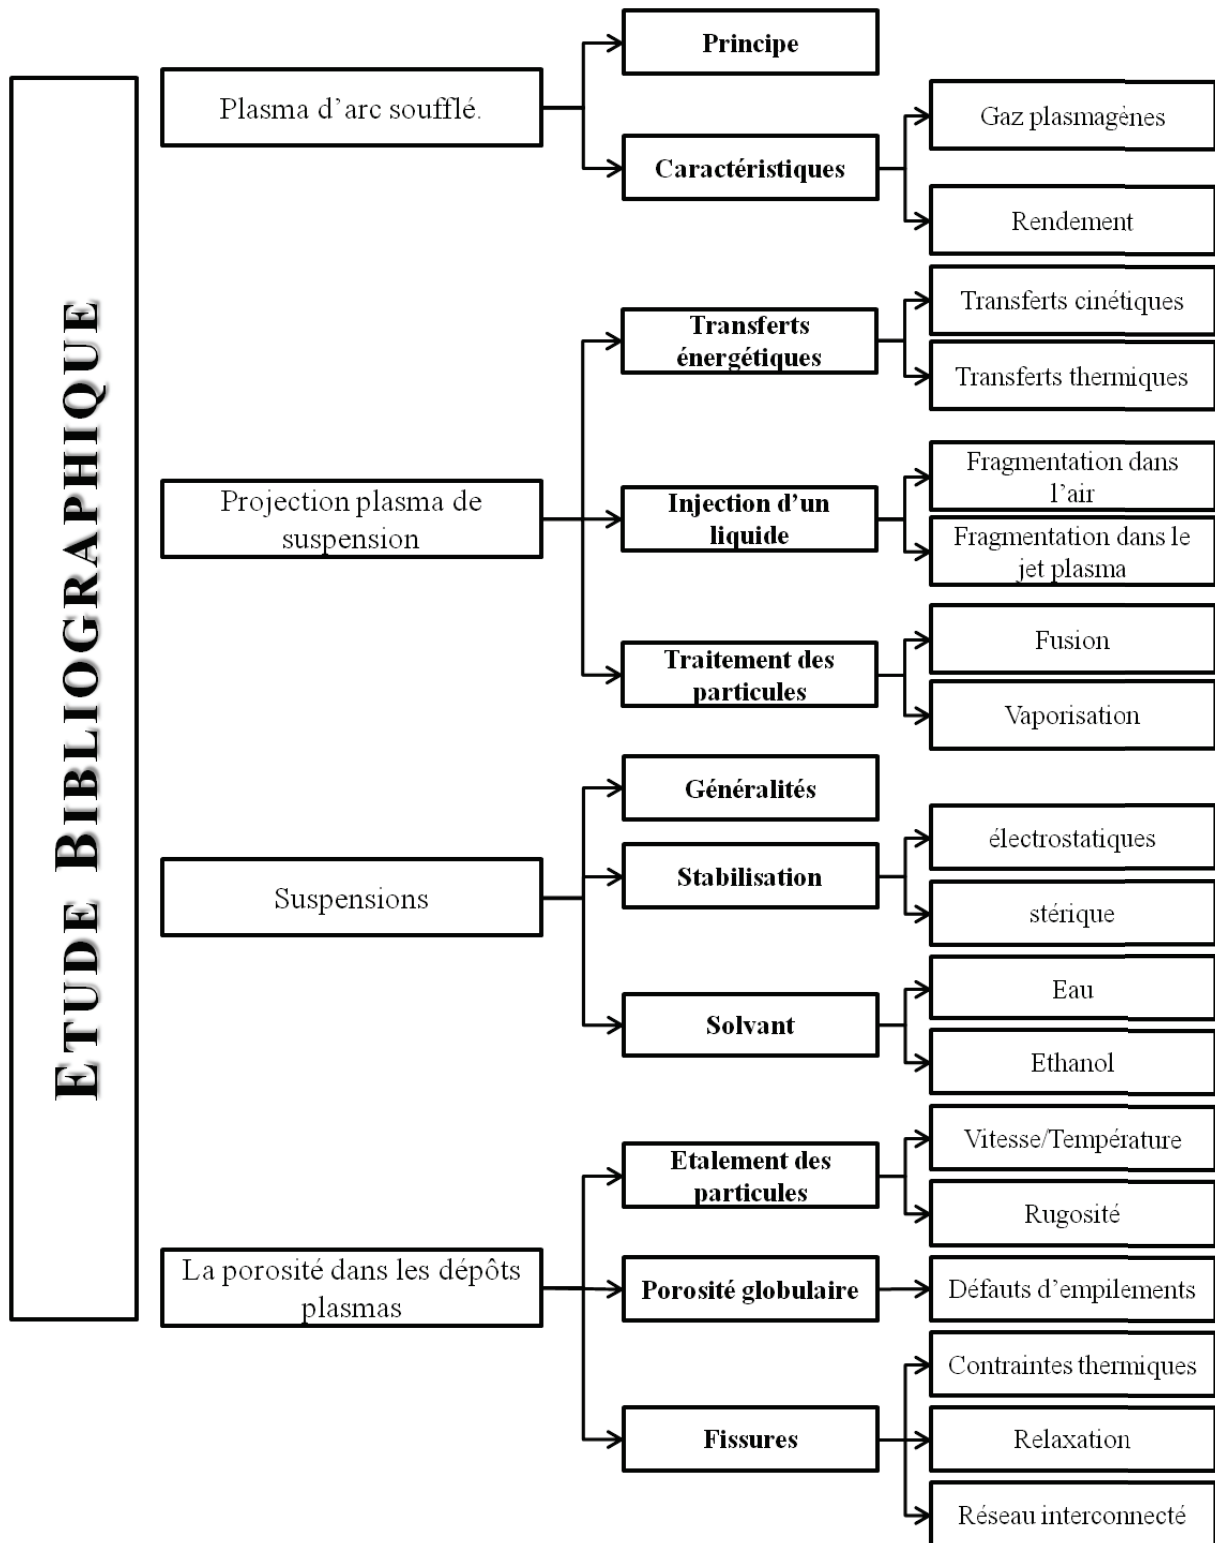 ETUDE BIBLIOGRAPHIQUE
Plasma d'arc soufflé.
Principe
Caractéristiques
Gaz plasmagènes
Rendement
Projection plasma de
suspension
Transferts
énergétiques
Transferts cinétiques
Transferts thermiques
Injection d'un
liquide
Fragmentation dans
l'air
Fragmentation dans le
jet plasma
Traitement des
particules
Fusion
Vaporisation
Suspensions
Généralités
Stabilisation
électrostatiques
stérique
Solvant
Eau
Ethanol
La porosité dans les dépôts
plasmas
Etalement des
particules
Vitesse/Température
Rugosité
Porosité globulaire
Défauts d'empilements
Fissures
Contraintes thermiques
Relaxation
Réseau interconnecté